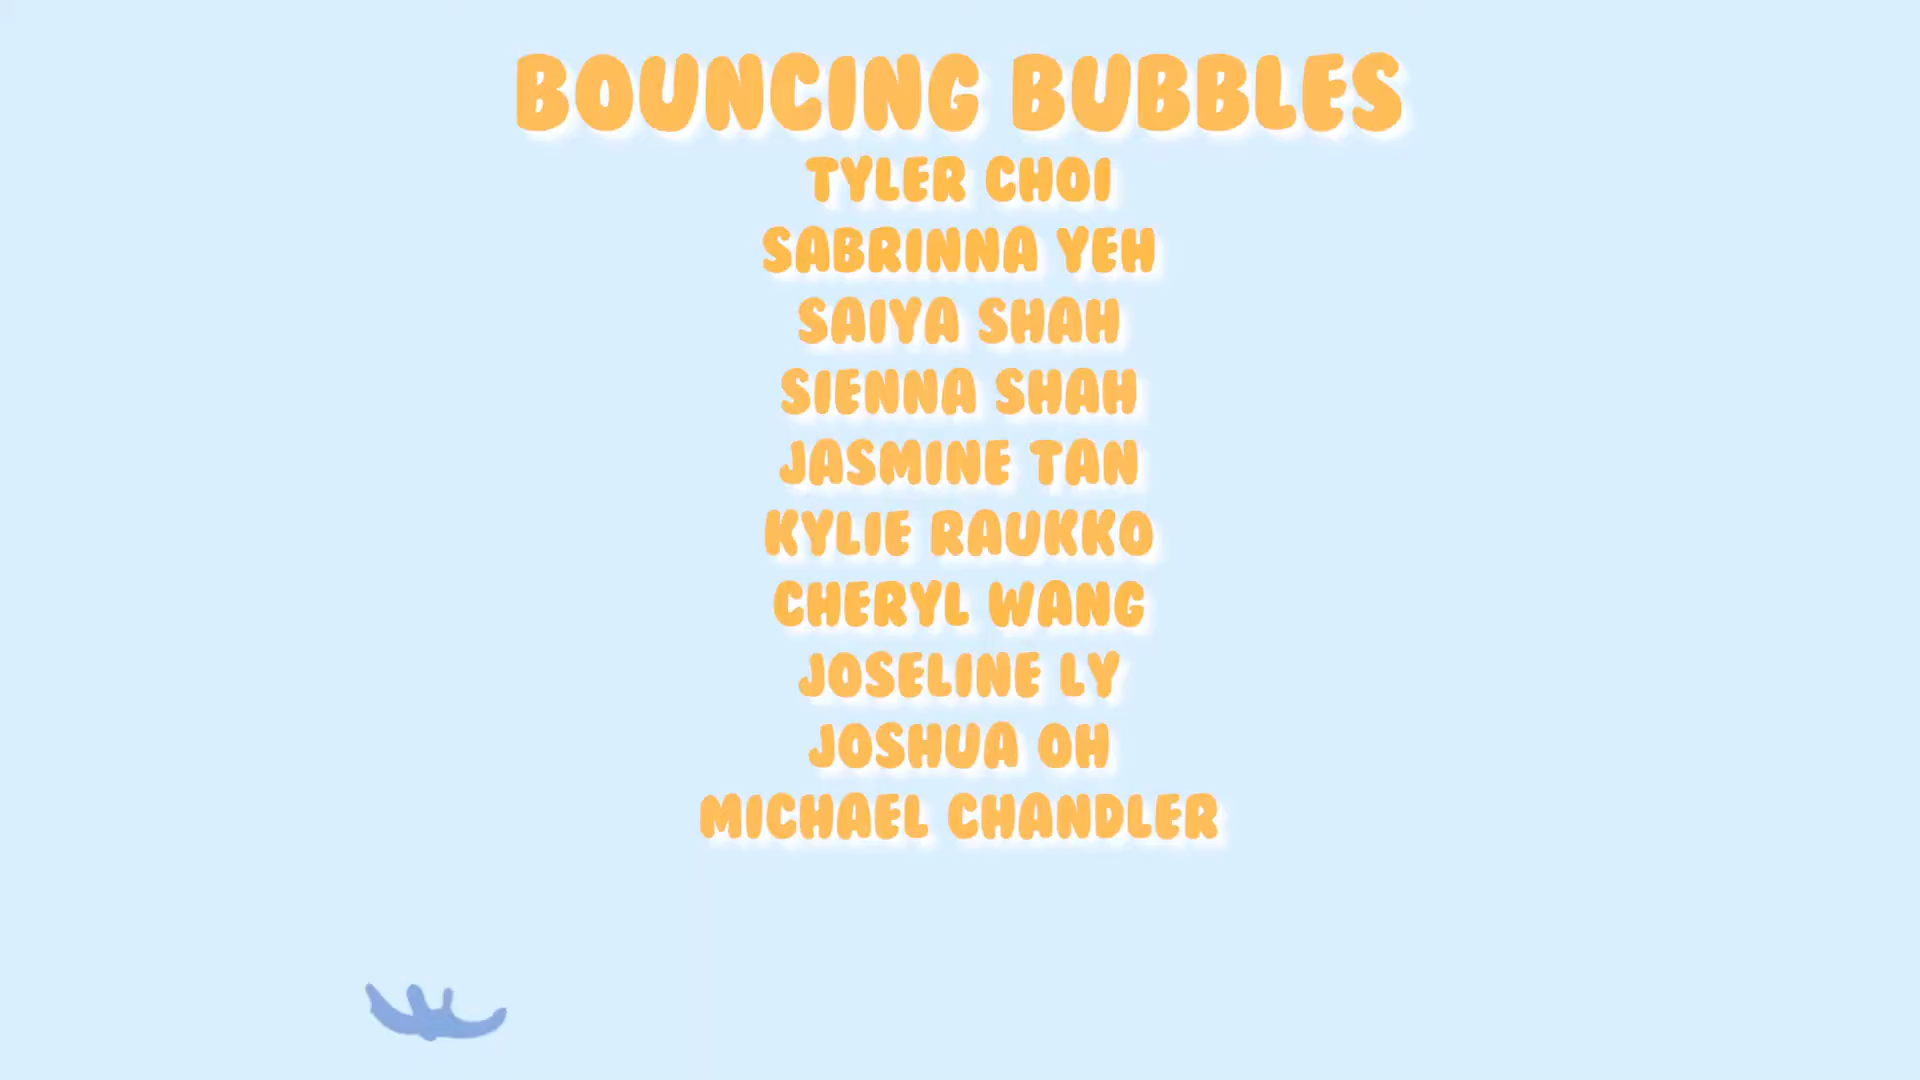 BOUNCING BUBBLES
TYLER CHOI
SABRINNA YEH
SAIYA SHAH
SIENNA SHAH
JASMINE TAN
KYLIE RAUKKO
CHERYL WANG
JOSELINE LY
JOSHUA OH
MICHAEL CHANDLER